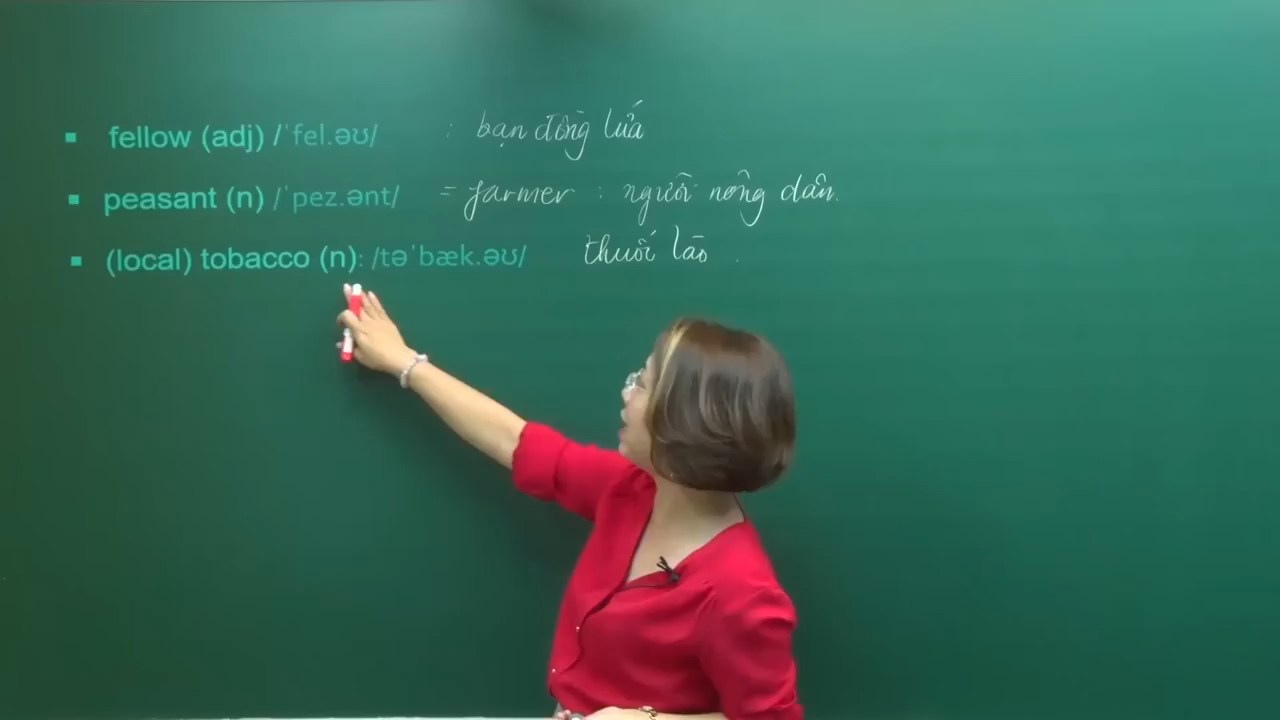 ▪ fellow (adj) /ˈfel.əʊ/ : bạn đồng lứa
▪ peasant (n) /ˈpez.ənt/ = farmer : người nông dân.
▪ (local) tobacco (n): /təˈbæk.əʊ/ thuốc lào.